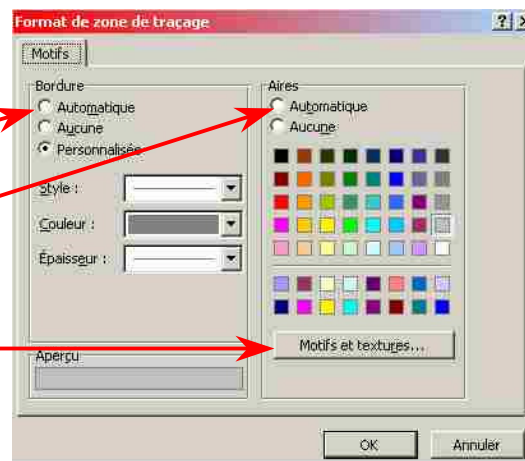 Format de zone de traçage
Motifs
Bordure
Automatique
Aucune
Personnalisée
Style :
Couleur :
Épaisseur :
Aperçu
Aires
Automatique
Aucune
Motifs et textures...
OK
Annuler